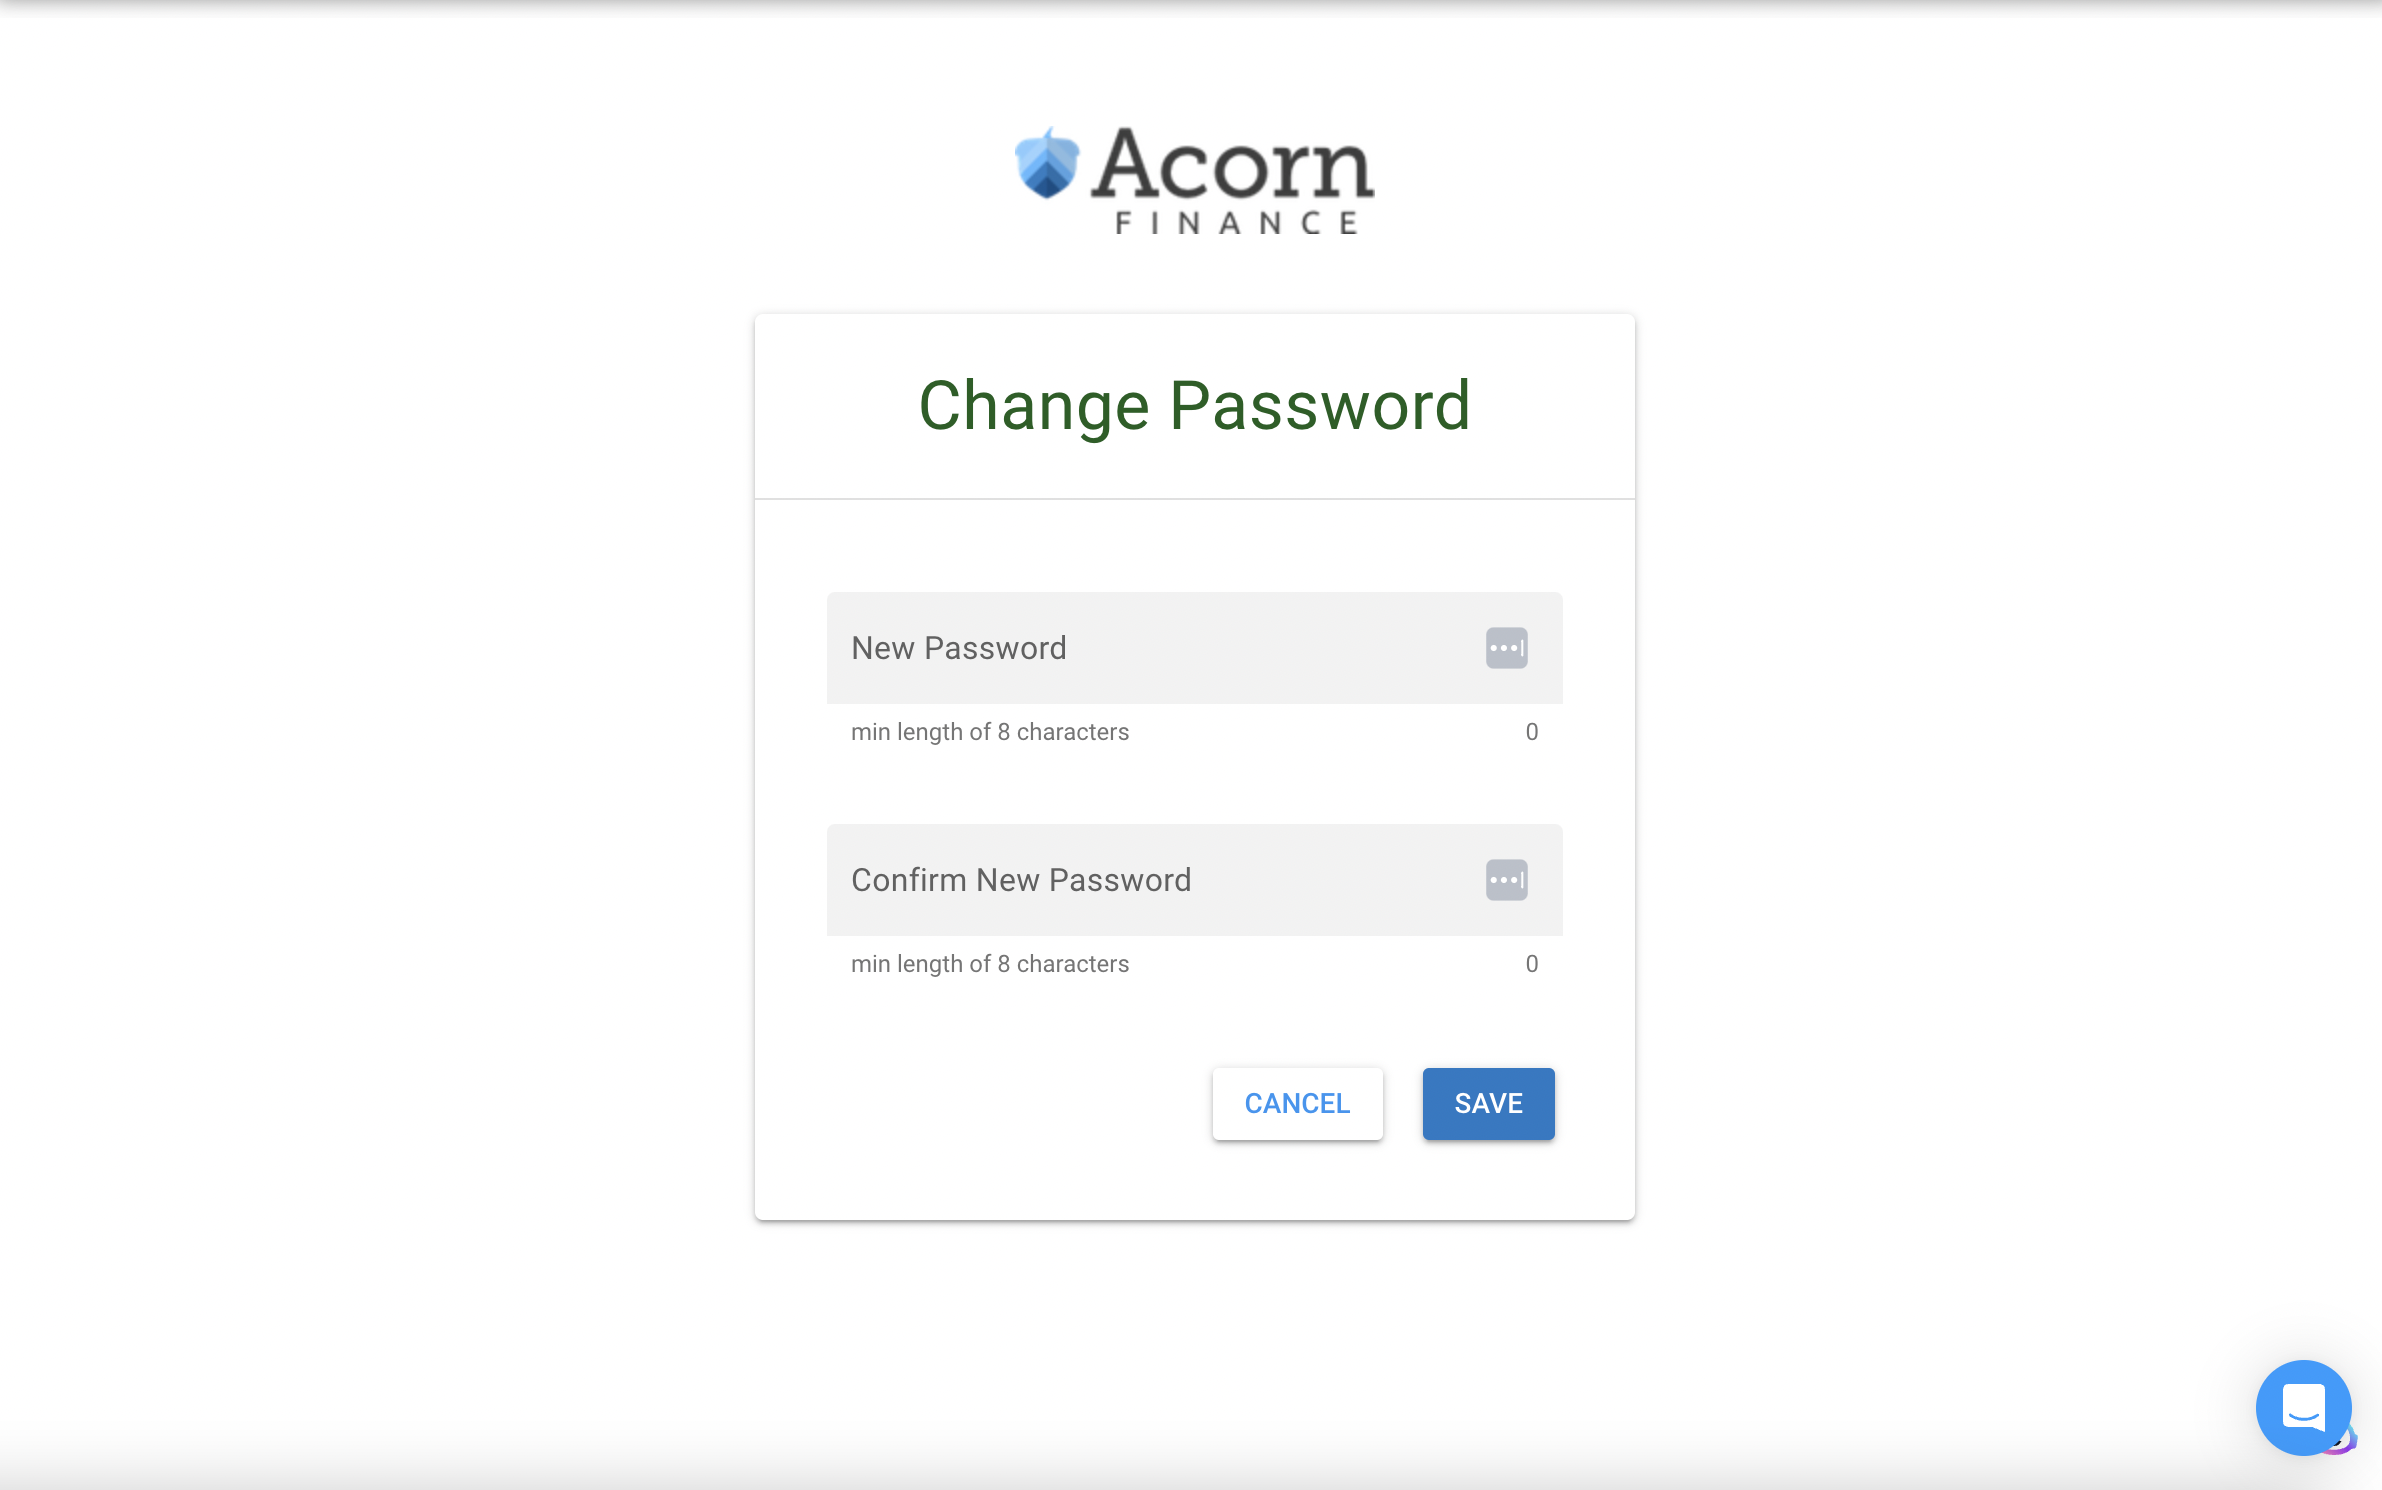 Acorn
FINANCE
Change Password
New Password
min length of 8 characters 0
Confirm New Password
min length of 8 characters 0
CANCEL SAVE